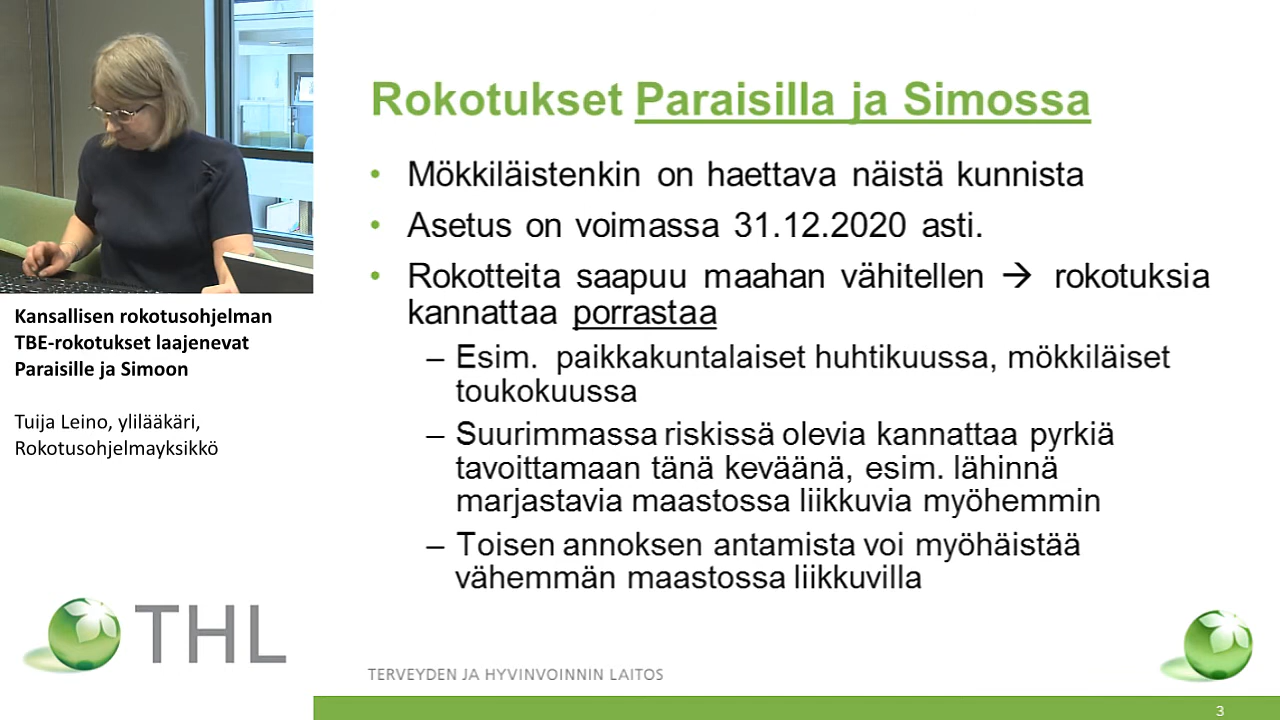 Rokotukset Paraisilla ja Simossa
• Mökkiläistenkin on haettava näistä kunnista
• Asetus on voimassa 31.12.2020 asti.
• Rokotteita saapuu maahan vähitellen → rokotuksia
kannattaa porrastaa
– Esim. paikkakuntalaiset huhtikuussa, mökkiläiset
toukokuussa
– Suurimmassa riskissä olevia kannattaa pyrkiä
tavoittamaan tänä keväänä, esim. lähinnä
marjastavia maastossa liikkuvia myöhemmin
– Toisen annoksen antamista voi myöhäistää
vähemmän maastossa liikkuvilla
Kansallisen rokotusohjelman
TBE-rokotukset laajenevat
Paraisille ja Simoon
Tuija Leino, ylilääkäri,
Rokotusohjelmayksikkö
THL
TERVEYDEN JA HYVINVOINNIN LAITOS
3